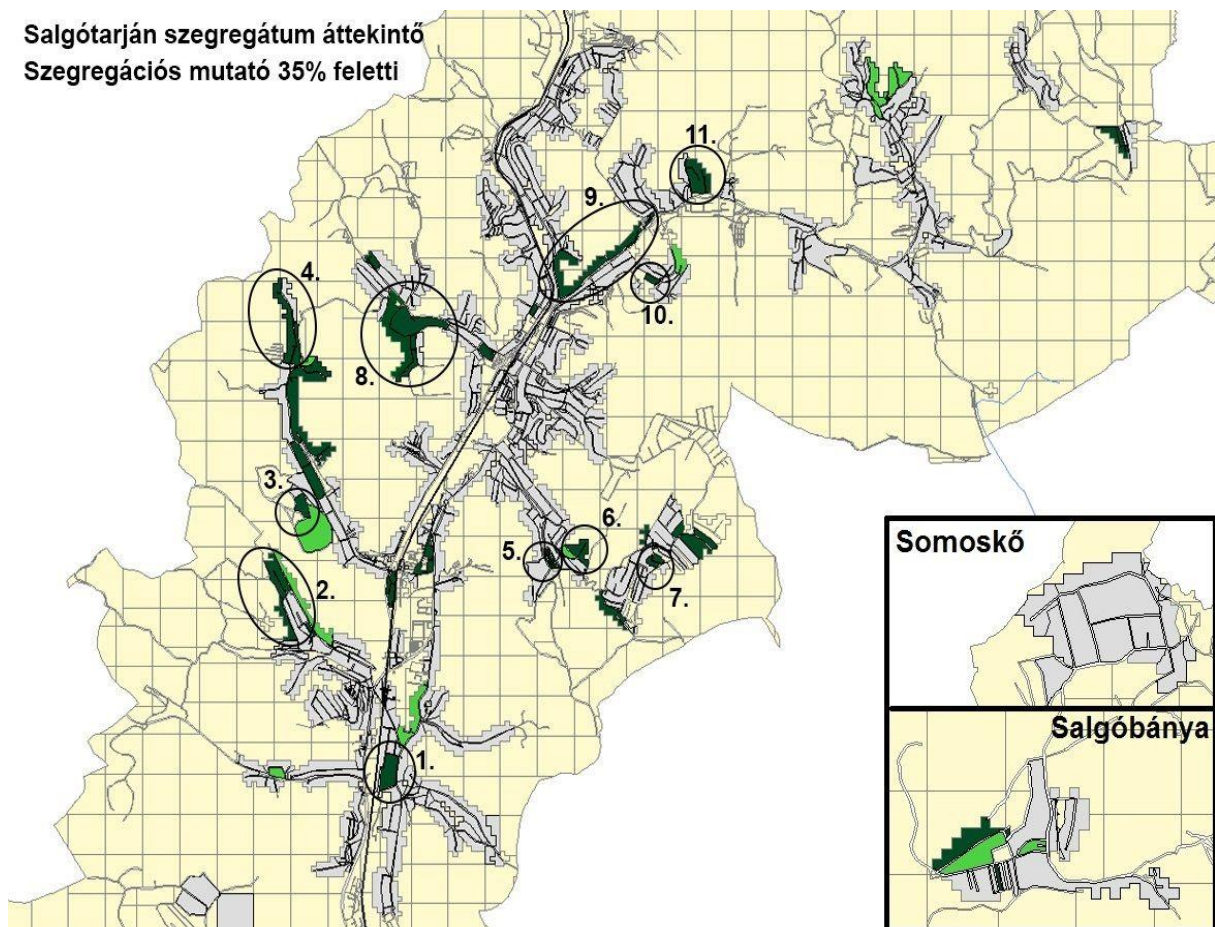 Salgótarján szegregátum áttekintő
Szegregációs mutató 35% feletti
11.
9.
4.
10.
8.
3.
6.
5.
7.
2.
1.
Somoskő
Salgóbánya